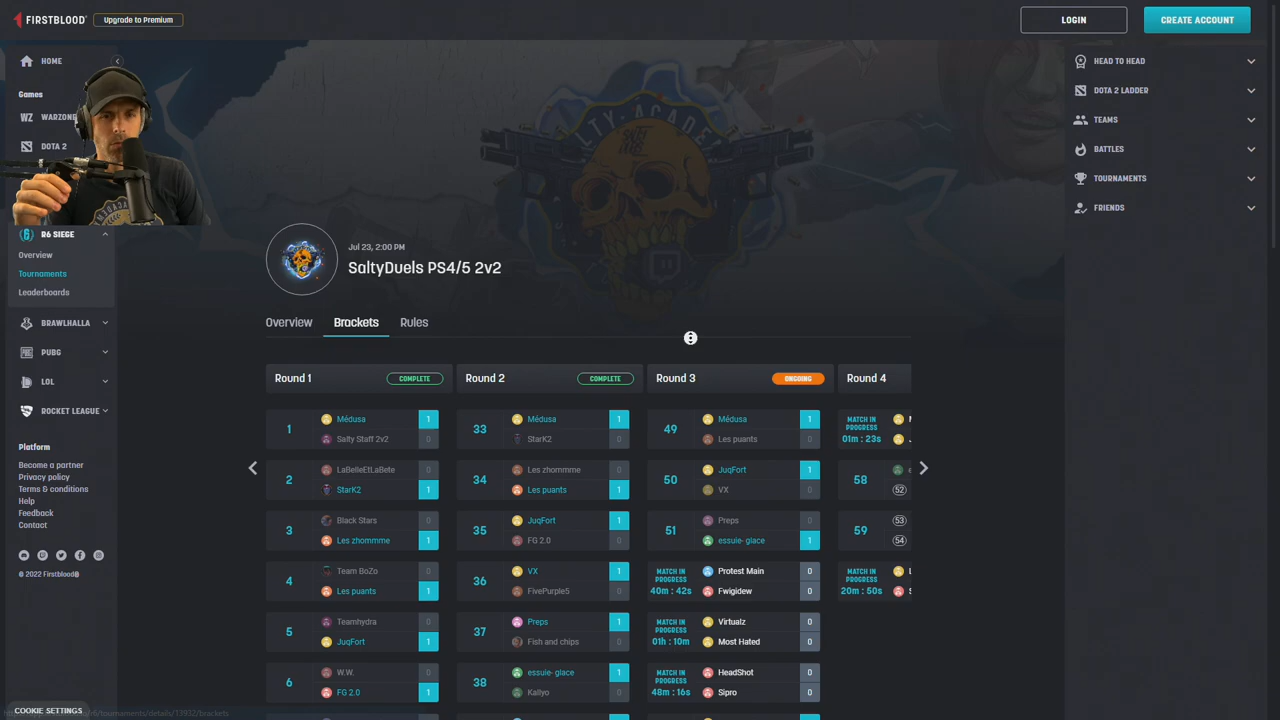 FIRSTBLOOD
Upgrade to Premium
LOGIN
CREATE ACCOUNT
HOME
Games
WZ WARZONE
DOTA 2
R6 SIEGE
Overview
Tournaments
Leaderboards
BRAWLHALLA
PUBG
LOL
ROCKET LEAGUE
Platform
Become a partner
Privacy policy
Terms & conditions
Help
Feedback
Contact
© 2022 Firstblood®
COOKIE SETTINGS
HEAD TO HEAD
DOTA 2 LADDER
TEAMS
BATTLES
TOURNAMENTS
FRIENDS
Jul 23, 2:00 PM
SaltyDuels PS4/5 2v2
Overview Brackets Rules
Round 1 COMPLETE
1
Médusa 1
Salty Staff 2v2 0
2
LaBelleEtLaBete 0
StarK2 1
3
Black Stars 0
Les zhommme 1
4
Team BoZo 0
Les puants 1
5
Teamhydra 0
JuqFort 1
6
W.W. 0
FG 2.0 1
Round 2 COMPLETE
33
Médusa 1
StarK2 0
34
Les zhommme 0
Les puants 1
35
JuqFort 1
FG 2.0 0
36
VX 1
FivePurple5 0
37
Preps 1
Fish and chips 0
38
essuie- glace 1
Kaliyo 0
Round 3 ONGOING
49
Médusa 1
Les puants 0
50
JuqFort 1
VX 0
51
Preps 0
essuie- glace 1
MATCH IN
PROGRESS
40m : 42s
Protest Main 0
Fwigidew 0
MATCH IN
PROGRESS
01h : 10m
Virtualz 0
Most Hated 0
MATCH IN
PROGRESS
48m : 16s
HeadShot 0
Sipro 0
Round 4
MATCH IN
PROGRESS
01m : 23s
58
52
59
53
54
MATCH IN
PROGRESS
20m : 50s